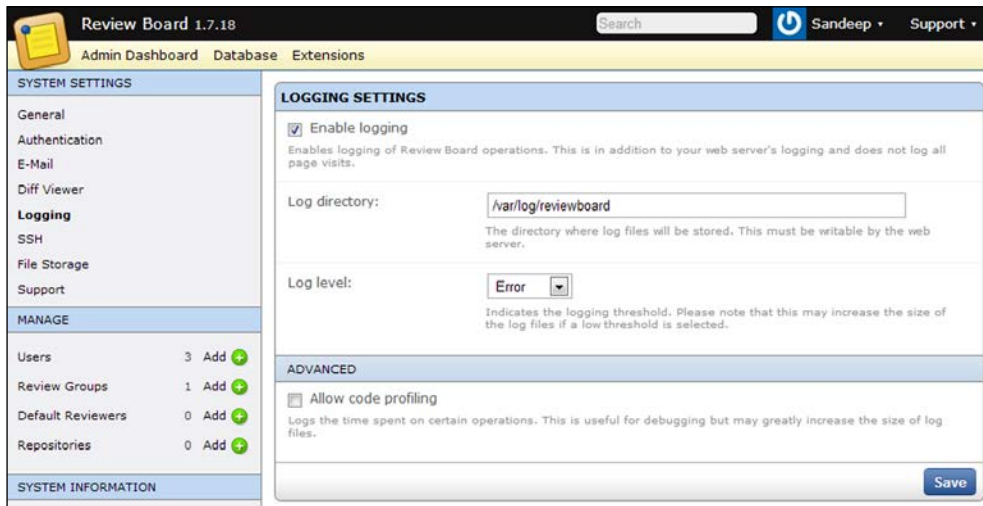 Review Board 1.7.18
Search
Sandeep
Support
Admin Dashboard Database Extensions
SYSTEM SETTINGS
General
Authentication
E-Mail
Diff Viewer
Logging
SSH
File Storage
Support
MANAGE
Users 3 Add
Review Groups 1 Add
Default Reviewers 0 Add
Repositories 0 Add
SYSTEM INFORMATION
LOGGING SETTINGS
Enable logging
Enables logging of Review Board operations. This is in addition to your web server's logging and does not log all
page visits.
Log directory:
/var/log/reviewboard
The directory where log files will be stored. This must be writable by the web
server.
Log level:
Error
Indicates the logging threshold. Please note that this may increase the size of
the log files if a low threshold is selected.
ADVANCED
Allow code profiling
Logs the time spent on certain operations. This is useful for debugging but may greatly increase the size of log
files.
Save